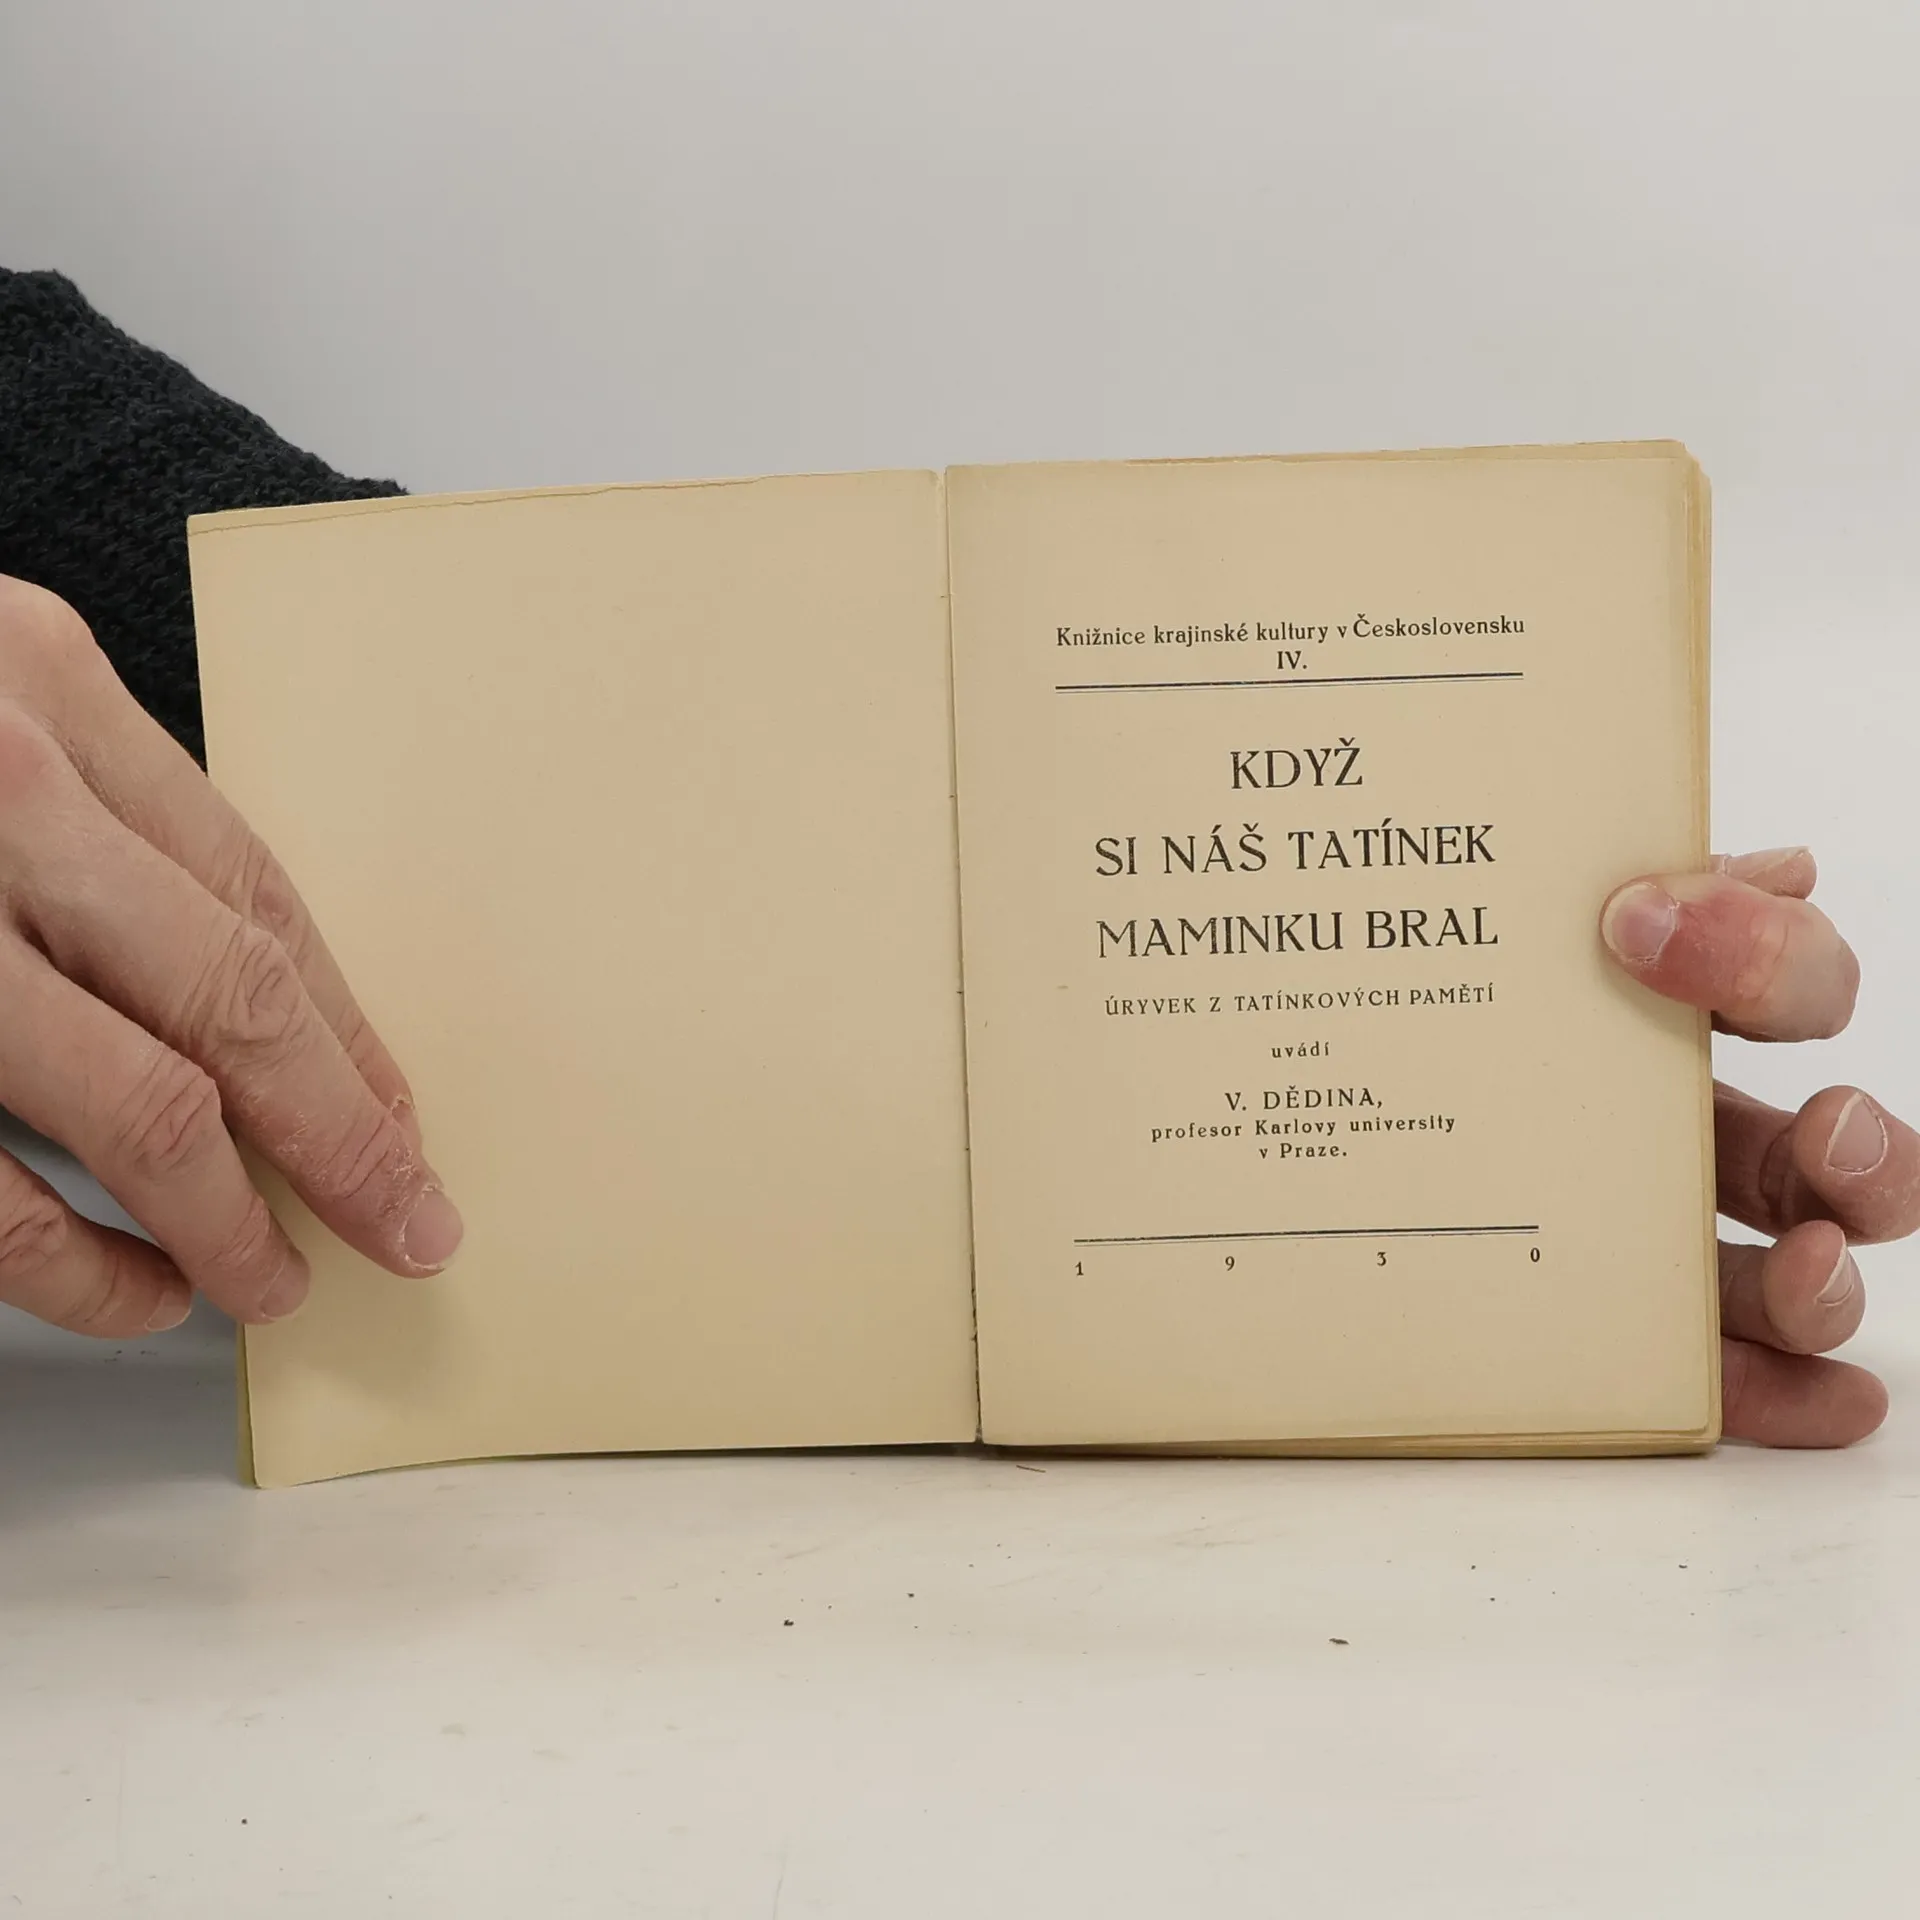 Knižnice krajinské kultury v Československu
IV.
KDYŽ
SI NÁŠ TATÍNEK
MAMINKU BRAL
ÚRYVEK Z TATÍNKOVÝCH PAMĚTÍ
uvádí
V. DĚDINA,
profesor Karlovy university
v Praze.
1 9 3 0